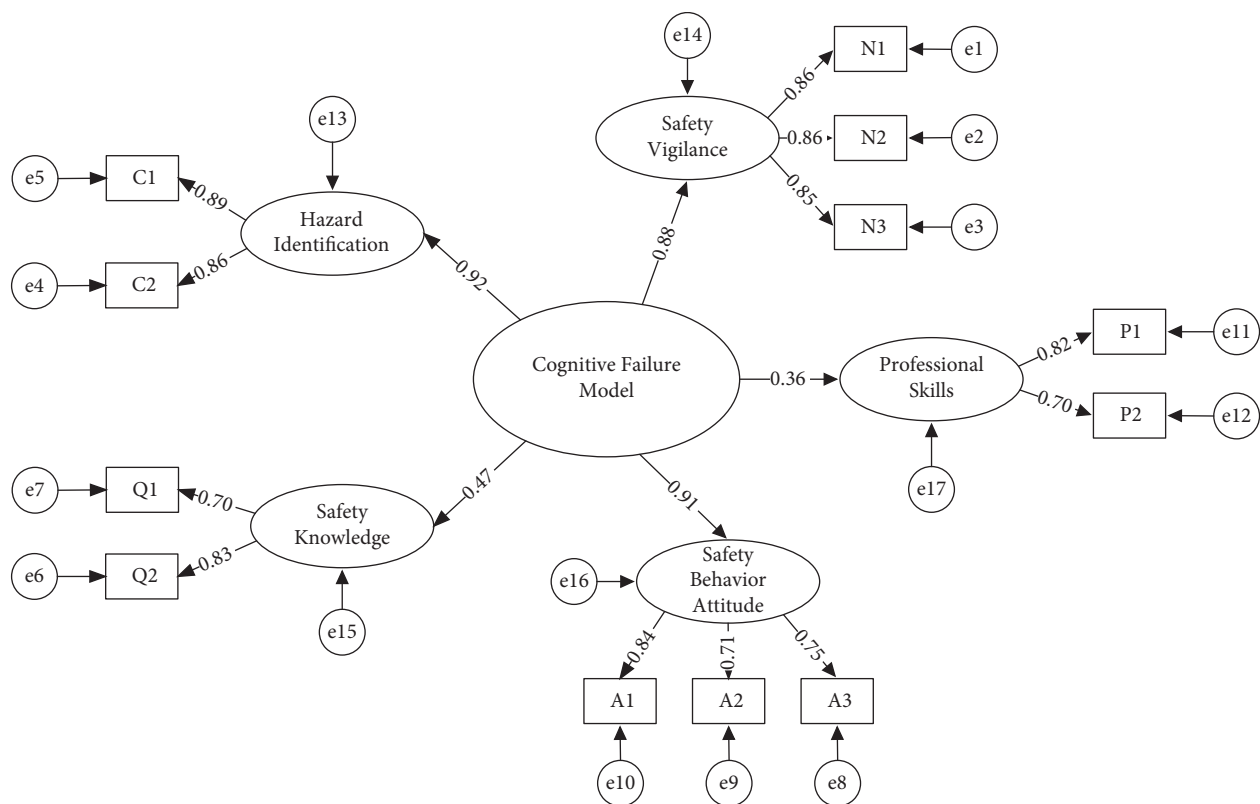 e14
N1
e1
0.86
Safety
Vigilance
0.86
N2
e2
0.85
N3
e3
e13
e5
C1
0.89
Hazard
Identification
e4
C2
0.86
0.92
0.88
Cognitive Failure
Model
0.36
Professional
Skills
0.82
P1
e11
0.70
P2
e12
e17
0.47
0.91
e7
Q1
0.70
Safety
Knowledge
e6
Q2
0.83
e15
e16
Safety
Behavior
Attitude
0.84
0.71
0.75
A1
A2
A3
e10
e9
e8